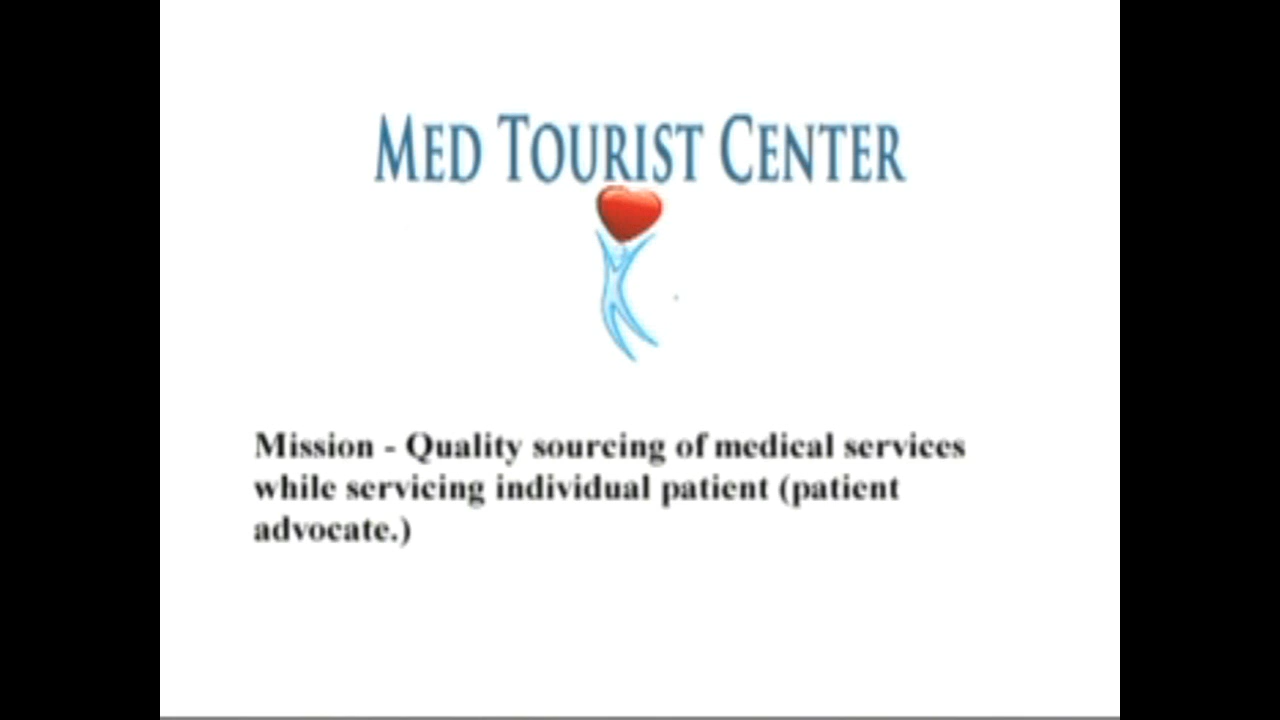 MED TOURIST CENTER
Mission - Quality sourcing of medical services
while servicing individual patient (patient
advocate.)